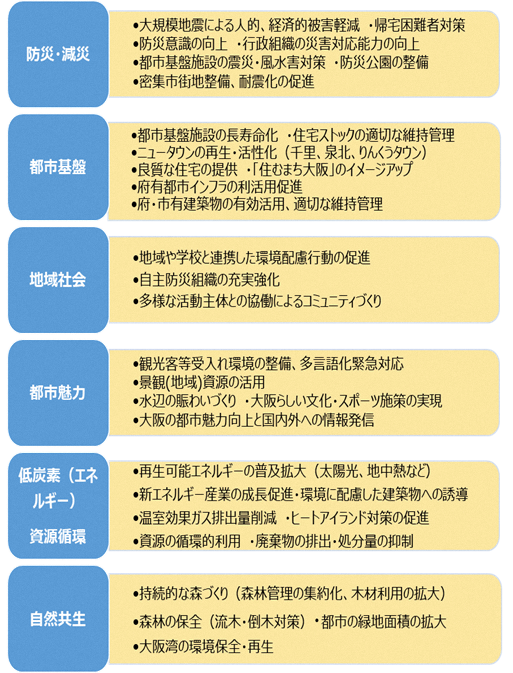 防災・減災
•大規模地震による人的、経済的被害軽減 ・帰宅困難者対策
•防災意識の向上 ・行政組織の災害対応能力の向上
•都市基盤施設の震災・風水害対策 ・防災公園の整備
•密集市街地整備、耐震化の促進
都市基盤
•都市基盤施設の長寿命化 ・住宅ストックの適切な維持管理
•ニュータウンの再生・活性化（千里、泉北、りんくうタウン）
•良質な住宅の提供 ・「住むまち大阪」のイメージアップ
•府有都市インフラの利活用促進
•府・市有建築物の有効活用、適切な維持管理
地域社会
•地域や学校と連携した環境配慮行動の促進
•自主防災組織の充実強化
•多様な活動主体との協働によるコミュニティづくり
都市魅力
•観光客等受入れ環境の整備、多言語化緊急対応
•景観(地域)資源の活用
•水辺の賑わいづくり ・大阪らしい文化・スポーツ施策の実現
•大阪の都市魅力向上と国内外への情報発信
低炭素（エネ
ルギー）
資源循環
•再生可能エネルギーの普及拡大（太陽光、地中熱など）
•新エネルギー産業の成長促進・環境に配慮した建築物への誘導
•温室効果ガス排出量削減 ・ヒートアイランド対策の促進
•資源の循環的利用 ・廃棄物の排出・処分量の抑制
自然共生
•持続的な森づくり（森林管理の集約化、木材利用の拡大）
•森林の保全（流木・倒木対策）・都市の緑地面積の拡大
•大阪湾の環境保全・再生